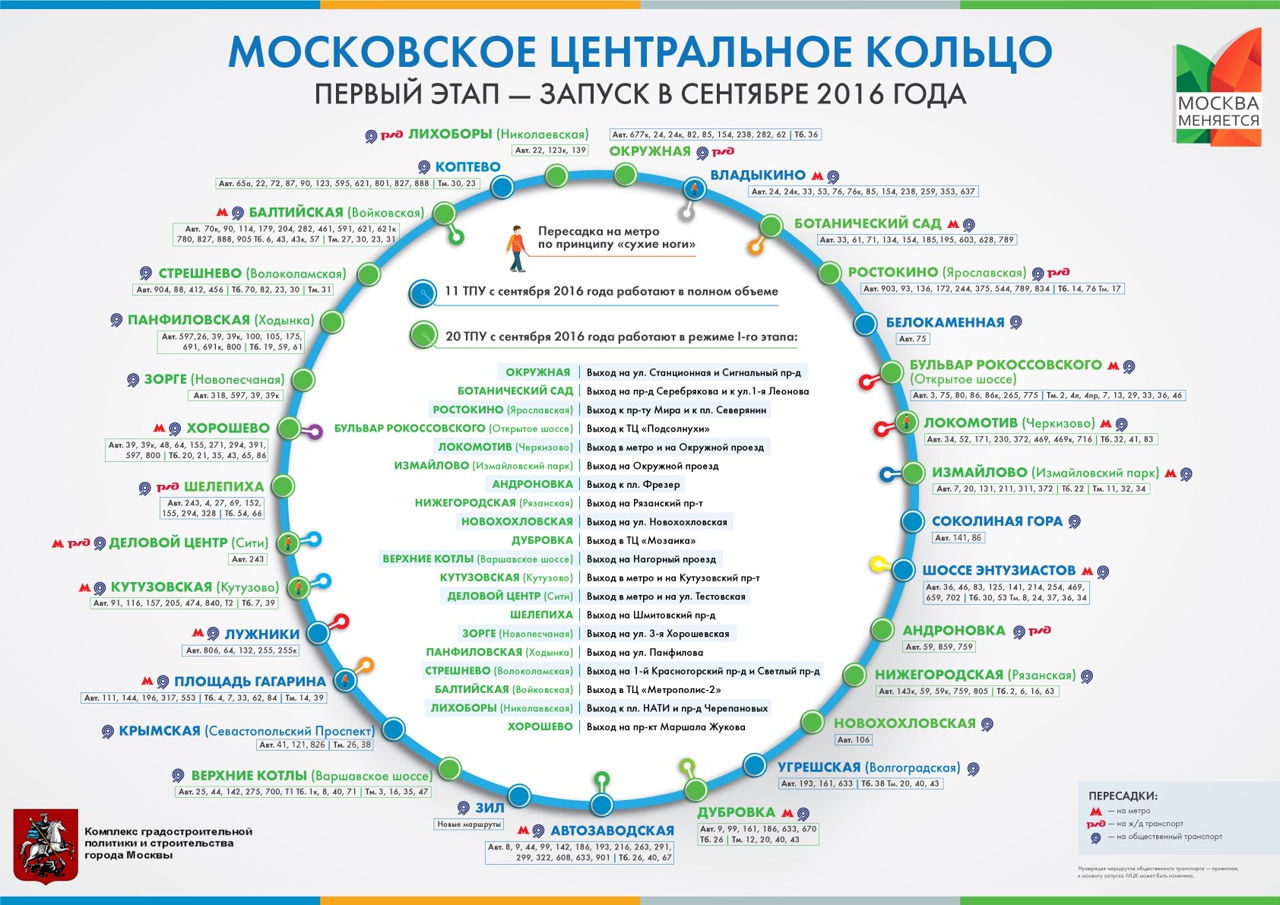 МОСКОВСКОЕ ЦЕНТРАЛЬНОЕ КОЛЬЦО
ПЕРВЫЙ ЭТАП — ЗАПУСК В СЕНТЯБРЕ 2016 ГОДА
МОСКВА
МЕНЯЕТСЯ
ржд ЛИХОБОРЫ (Николаевская)
Авт. 22, 123к, 139
Авт. 677к, 24, 24к, 82, 85, 154, 238, 282, 62 | Тб. 36
ОКРУЖНАЯ ржд
КОПТЕВО
Авт. 65а, 22, 72, 87, 90, 123, 595, 621, 801, 827, 888 | Тм. 30, 23
ВЛАДЫКИНО М
Авт. 24, 24к, 33, 53, 76, 76к, 85, 154, 238, 259, 353, 637
М БАЛТИЙСКАЯ (Войковская)
Авт. 70к, 90, 114, 179, 204, 282, 461, 591, 621, 621к
780, 827, 888, 905 Тб. 6, 43, 43к, 57 | Тм. 27, 30, 23, 31
БОТАНИЧЕСКИЙ САД М
Авт. 33, 61, 71, 134, 154, 185,195, 603, 628, 789
СТРЕШНЕВО (Волоколамская)
Авт. 904, 88, 412, 456 | Тб. 70, 82, 23, 30 | Тм. 31
РОСТОКИНО (Ярославская) ржд
Авт. 903, 93, 136, 172, 244, 375, 544, 789, 834 | Тб. 14, 76 Тм. 17
ПАНФИЛОВСКАЯ (Ходынка)
Авт. 597,26, 39, 39к, 100, 105, 175,
691, 691к, 800 | Тб. 19, 59, 61
БЕЛОКАМЕННАЯ
Авт. 75
ЗОРГЕ (Новопесчаная)
Авт. 318, 597, 39, 39к
БУЛЬВАР РОКОССОВСКОГО М
(Открытое шоссе)
Авт. 3, 75, 80, 86, 86к, 265, 775 | Тм. 2, 4л, 4пр, 7, 13, 29, 33, 36, 46
М ХОРОШЕВО
Авт. 39, 39к, 48, 64, 155, 271, 294, 391,
597, 800 | Тб. 20, 21, 35, 43, 65, 86
ЛОКОМОТИВ (Черкизово) М
Авт. 34, 52, 171, 230, 372, 469, 469к, 716 | Тб. 32, 41, 83
ржд ШЕЛЕПИХА
Авт. 243, 4, 27, 69, 152,
155, 294, 328 | Тб. 54, 66
ИЗМАЙЛОВО (Измайловский парк) М
Авт. 7, 20, 131, 211, 311, 372 | Тб.22 | Тм. 11, 32, 34
М ржд ДЕЛОВОЙ ЦЕНТР (Сити)
Авт. 243
СОКОЛИНАЯ ГОРА
Авт. 141, 86
М КУТУЗОВСКАЯ (Кутузово)
Авт. 91, 116, 157, 205, 474, 840, Т2 | Тб. 7, 39
ШОССЕ ЭНТУЗИАСТОВ М
Авт. 36, 46, 83, 125, 141, 214, 254, 469,
659, 702 | Тб. 30, 53 Тм. 8, 24, 37, 36, 34
М ЛУЖНИКИ
Авт. 806, 64, 132, 255, 255к
АНДРОНОВКА ржд
Авт. 59, 859, 759
М ПЛОЩАДЬ ГАГАРИНА
Авт. 111, 144, 196, 317, 553 | Тб. 4, 7, 33, 62, 84 | Тм. 14, 39
НИЖЕГОРОДСКАЯ (Рязанская)
Авт. 143к, 59, 59к, 759, 805 | Тб. 2, 6, 16, 63
КРЫМСКАЯ (Севастопольский Проспект)
Авт. 41, 121, 826 | Тм. 26, 38
НОВОХОХЛОВСКАЯ
Авт. 106
ВЕРХНИЕ КОТЛЫ (Варшавское шоссе)
Авт. 25, 44, 142, 275, 700, Т1 Тб. 1к, 8, 40, 71 | Тм. 3, 16, 35, 47
УГРЕШСКАЯ (Волгоградская)
Авт. 193, 161, 633 | Тб. 38 Тм. 20, 40, 43
ЗИЛ
Новые маршруты
М АВТОЗАВОДСКАЯ
Авт. 8, 9, 44, 99, 142, 186, 193, 216, 263, 291,
299, 322, 608, 633, 901 | Тб. 26, 40, 67
ДУБРОВКА М
Авт. 9, 99, 161, 186, 633, 670
Тб. 26 | Тм. 12, 20, 40, 43
Пересадка на метро
по принципу «сухие ноги»
11 ТПУ с сентября 2016 года работают в полном объеме
20 ТПУ с сентября 2016 года работают в режиме I-го этапа:
ОКРУЖНАЯ | Выход на ул. Станционная и Сигнальный пр-д
БОТАНИЧЕСКИЙ САД | Выход на пр-д Серебрякова и к ул.1-я Леонова
РОСТОКИНО (Ярославская) | Выход к пр-ту Мира и к пл. Северянин
БУЛЬВАР РОКОССОВСКОГО (Открытое шоссе) | Выход к ТЦ «Подсолнухи»
ЛОКОМОТИВ (Черкизово) | Выход в метро и на Окружной проезд
ИЗМАЙЛОВО (Измайловский парк) | Выход на Окружной проезд
АНДРОНОВКА | Выход к пл. Фрезер
НИЖЕГОРОДСКАЯ (Рязанская) | Выход на Рязанский пр-т
НОВОХОХЛОВСКАЯ | Выход на ул. Новохохловская
ДУБРОВКА | Выход в ТЦ «Мозаика»
ВЕРХНИЕ КОТЛЫ (Варшавское шоссе) | Выход на Нагорный проезд
КУТУЗОВСКАЯ (Кутузово) | Выход в метро и на Кутузовский пр-т
ДЕЛОВОЙ ЦЕНТР (Сити) | Выход в метро и на ул. Тестовская
ШЕЛЕПИХА | Выход на Шмитовский пр-д
ЗОРГЕ (Новопесчаная) | Выход на ул. 3-я Хорошевская
ПАНФИЛОВСКАЯ (Ходынка) | Выход на ул. Панфилова
СТРЕШНЕВО (Волоколамская) | Выход на 1-й Красногорский пр-д и Светлый пр-д
БАЛТИЙСКАЯ (Войковская) | Выход в ТЦ «Метрополис-2»
ЛИХОБОРЫ (Николаевская) | Выход к пл. НАТИ и пр-д Черепановых
ХОРОШЕВО | Выход на пр-кт Маршала Жукова
Комплекс градостроительной
политики и строительства
города Москвы
ПЕРЕСАДКИ:
М — на метро
ржд — на ж/д транспорт
— на общественный транспорт
Нумерация маршрутов общественного транспорта — проектная,
к моменту запуска МЦК может быть изменена.